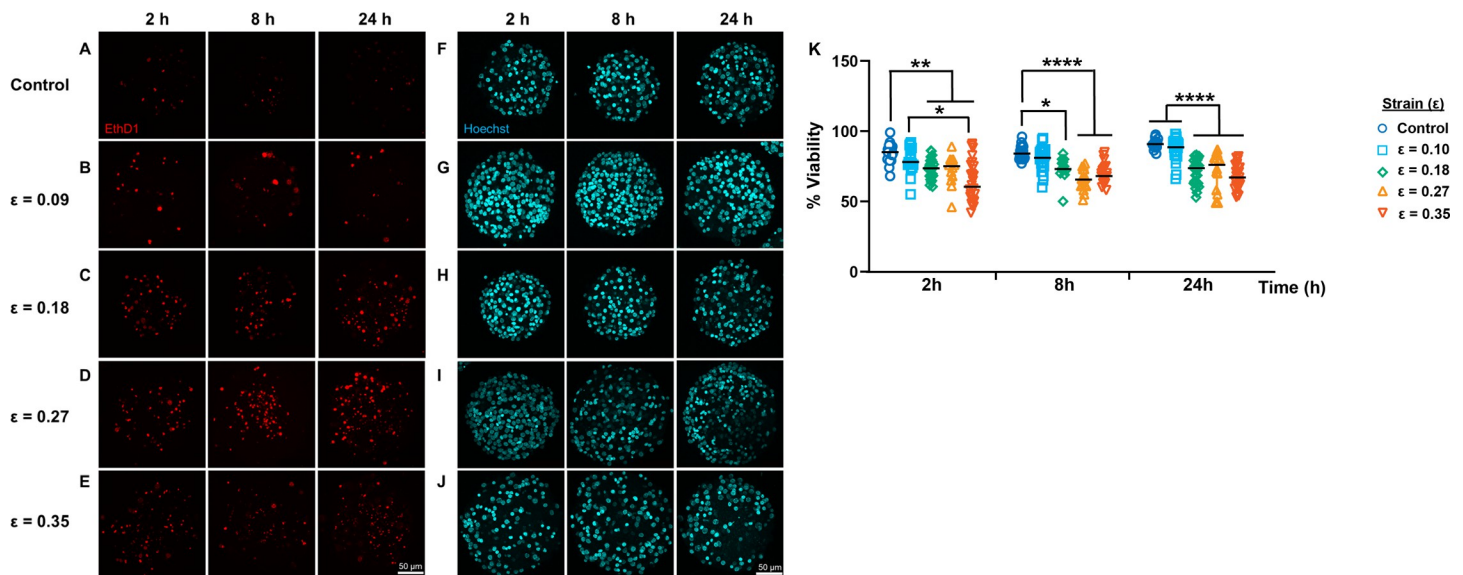 2 h 8 h 24 h
2 h 8 h 24 h
A
Control
EthD1
B
ε = 0.09
C
ε = 0.18
D
ε = 0.27
E
ε = 0.35
50 µm
F
Hoechst
G
H
I
J
50 µm
K
150
100
50
0
% Viability
** * * **** ****
2h 8h 24h Time (h)
Strain (ε)
Control
ε = 0.10
ε = 0.18
ε = 0.27
ε = 0.35